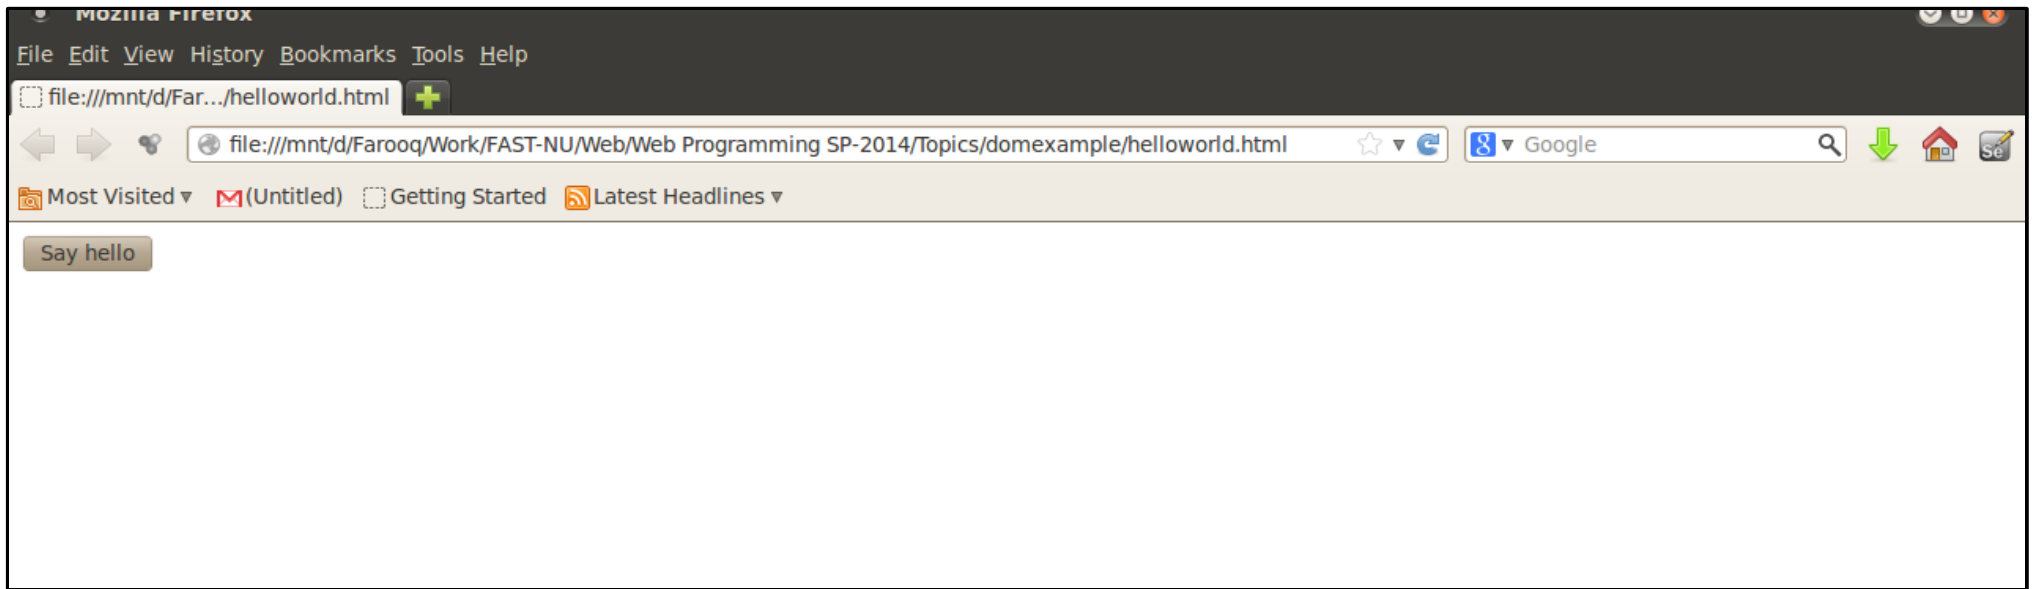 Mozilla Firefox
File Edit View History Bookmarks Tools Help
file:///mnt/d/Far.../helloworld.html
file:///mnt/d/Farooq/Work/FAST-NU/Web/Web Programming SP-2014/Topics/domexample/helloworld.html 8 Google Se
Most Visited (Untitled) Getting Started Latest Headlines
Say hello